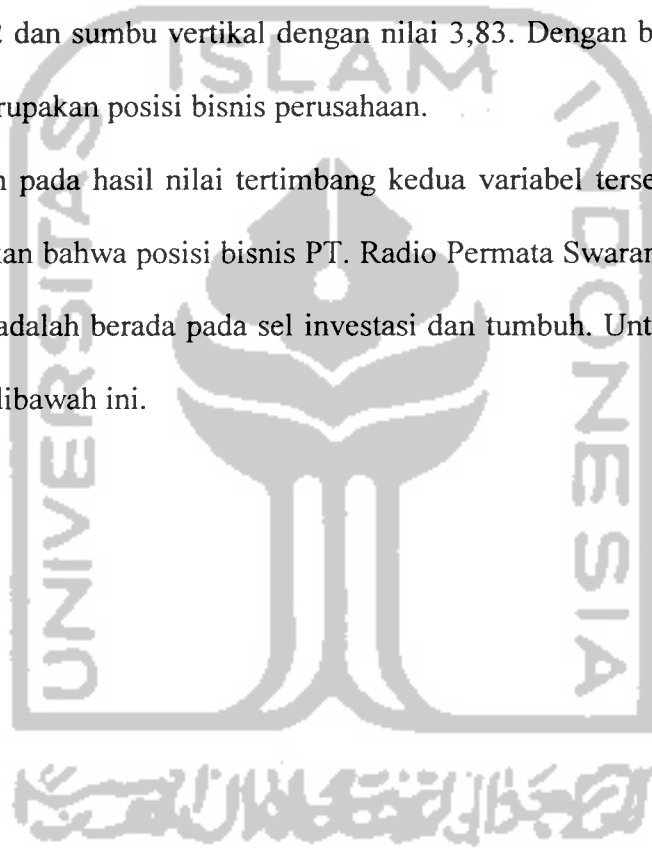 2 dan sumbu vertikal dengan nilai 3,83. Dengan b
rupakan posisi bisnis perusahaan.
n pada hasil nilai tertimbang kedua variabel terse
kan bahwa posisi bisnis PT. Radio Permata Swaran
adalah berada pada sel investasi dan tumbuh. Unt
dibawah ini.
ISLAM
UNIVERSITAS
INDONESIA